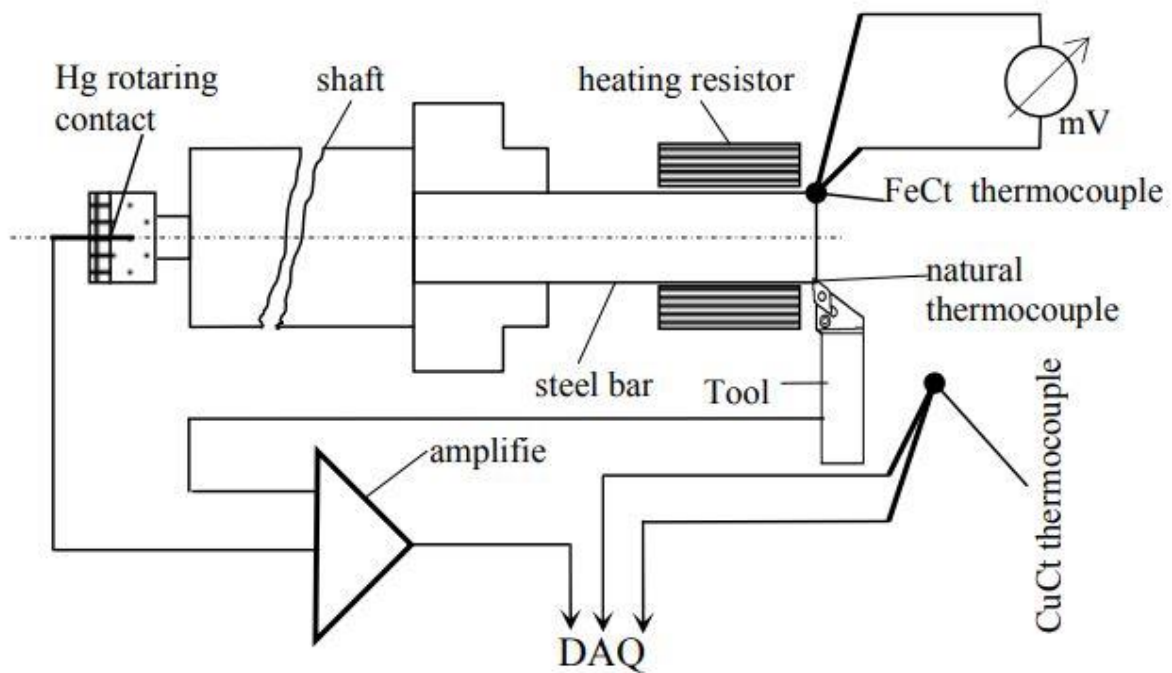 Hg rotaring
contact
shaft
heating resistor
mV
FeCt thermocouple
natural
thermocouple
steel bar
Tool
amplifie
CuCt thermocouple
DAQ